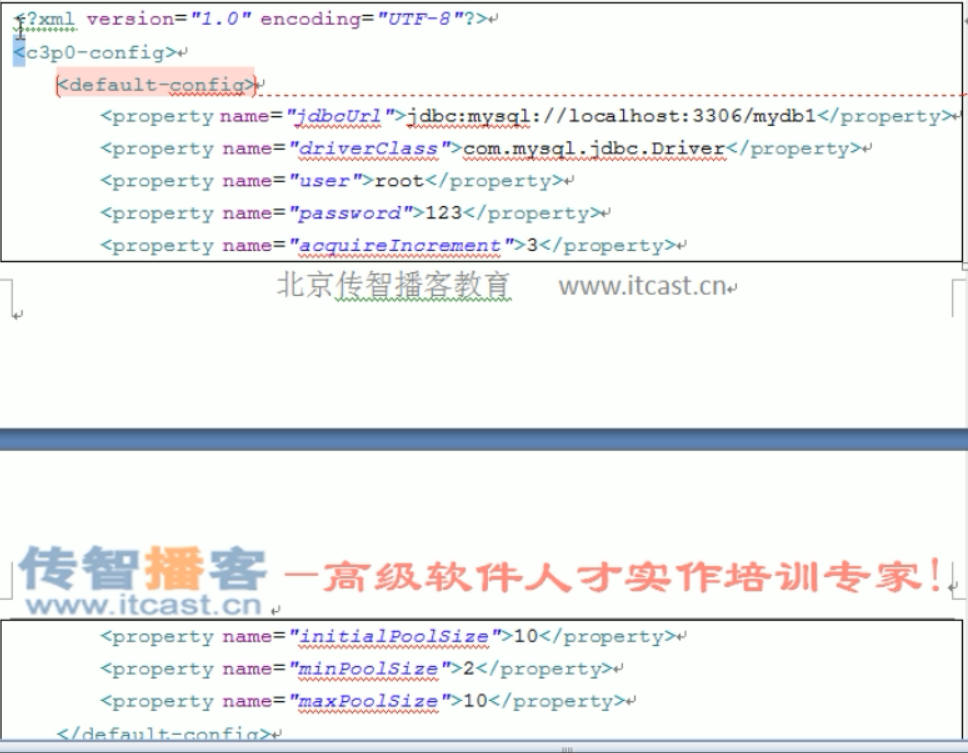 <?xml version="1.0" encoding="UTF-8"?>
<c3p0-config>
<default-config>
<property name="jdbcUrl">jdbc:mysql://localhost:3306/mydb1</property>
<property name="driverClass">com.mysql.jdbc.Driver</property>
<property name="user">root</property>
<property name="password">123</property>
<property name="acquireIncrement">3</property>
北京传智播客教育 www.itcast.cn
传智播客 —高级软件人才实作培训专家!
www.itcast.cn
<property name="initialPoolSize">10</property>
<property name="minPoolSize">2</property>
<property name="maxPoolSize">10</property>
</default-config>